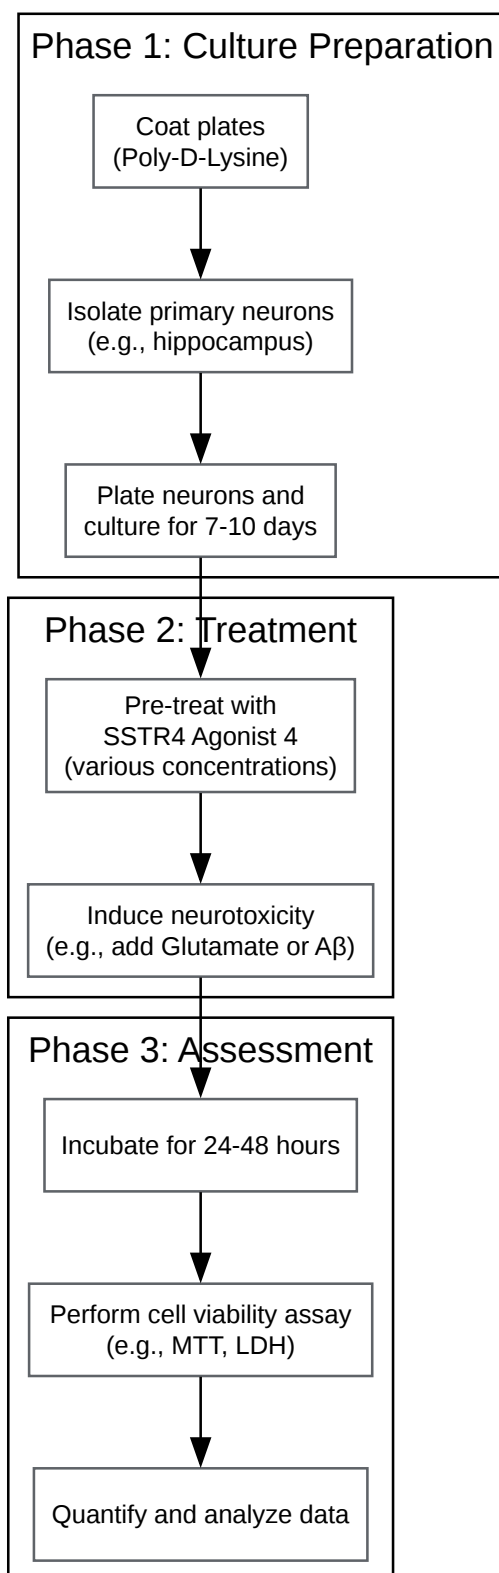 Phase 1: Culture Preparation
Coat plates
(Poly-D-Lysine)
Isolate primary neurons
(e.g., hippocampus)
Plate neurons and
culture for 7-10 days
Phase 2: Treatment
Pre-treat with
SSTR4 Agonist 4
(various concentrations)
Induce neurotoxicity
(e.g., add Glutamate or Aβ)
Phase 3: Assessment
Incubate for 24-48 hours
Perform cell viability assay
(e.g., MTT, LDH)
Quantify and analyze data